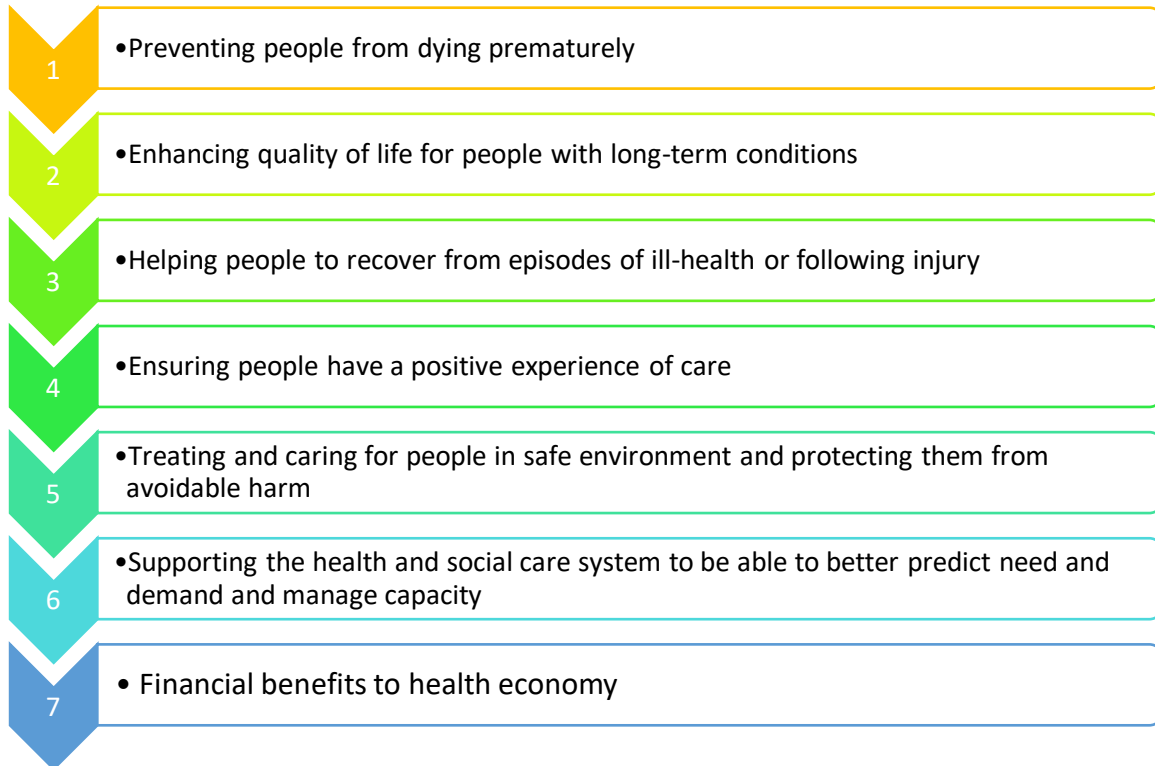 1
•Preventing people from dying prematurely
2
•Enhancing quality of life for people with long-term conditions
3
•Helping people to recover from episodes of ill-health or following injury
4
•Ensuring people have a positive experience of care
5
•Treating and caring for people in safe environment and protecting them from
avoidable harm
6
•Supporting the health and social care system to be able to better predict need and
demand and manage capacity
7
• Financial benefits to health economy